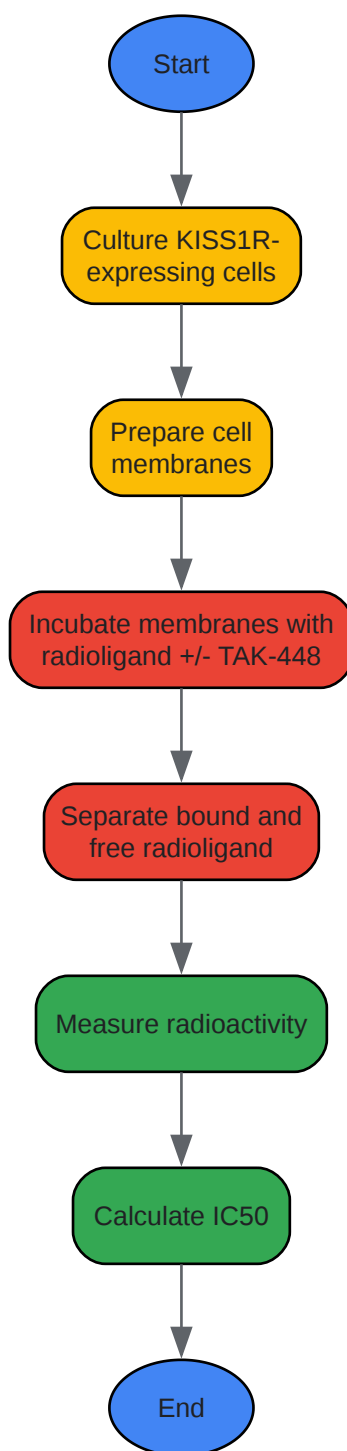 Start
Culture KISS1R-
expressing cells
Prepare cell
membranes
Incubate membranes with
radioligand +/- TAK-448
Separate bound and
free radioligand
Measure radioactivity
Calculate IC50
End